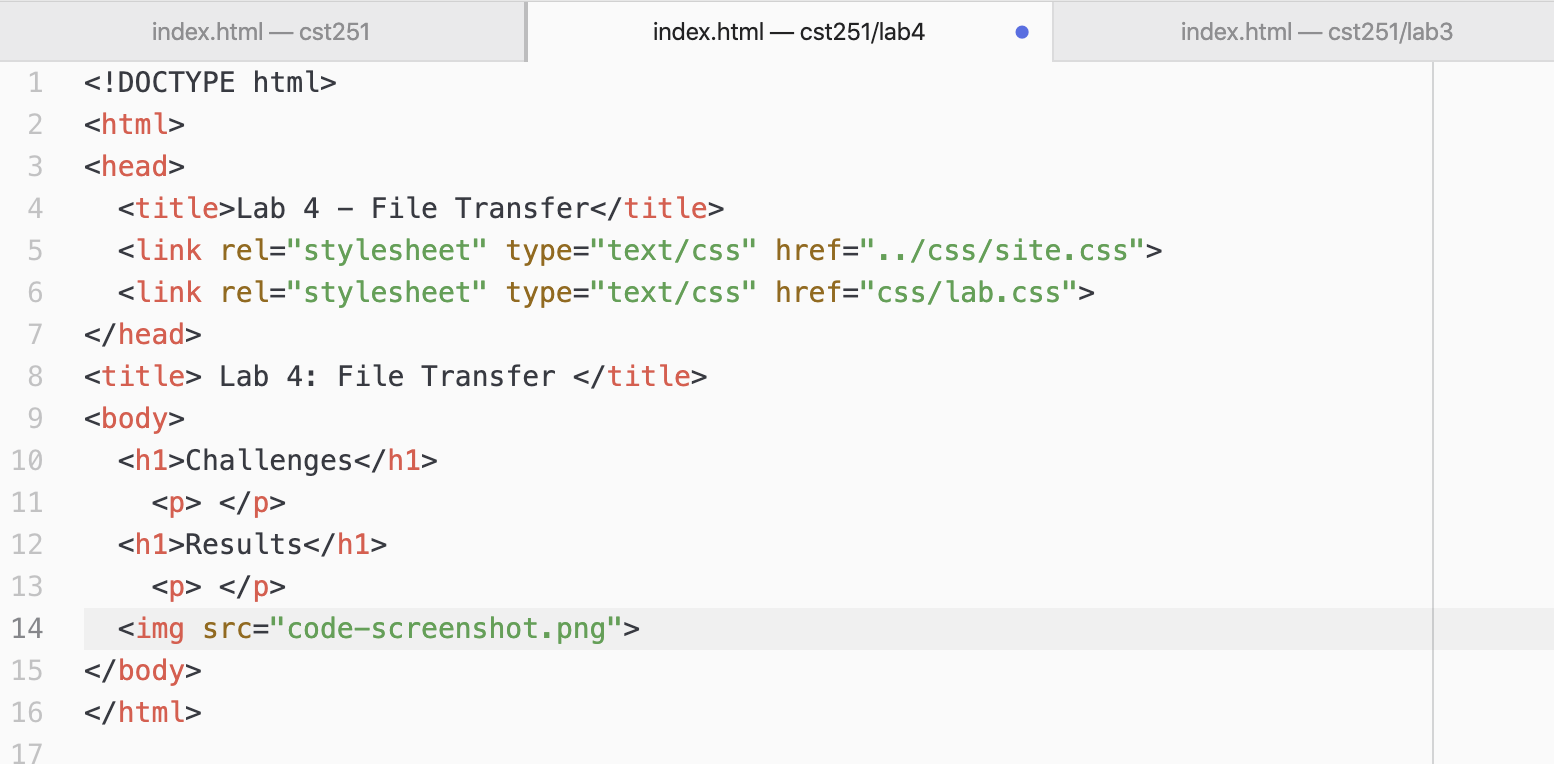 index.html — cst251
index.html — cst251/lab4
index.html — cst251/lab3
1 <!DOCTYPE html>
2 <html>
3 <head>
4   <title>Lab 4 - File Transfer</title>
5   <link rel="stylesheet" type="text/css" href="../css/site.css">
6   <link rel="stylesheet" type="text/css" href="css/lab.css">
7 </head>
8 <title> Lab 4: File Transfer </title>
9 <body>
10   <h1>Challenges</h1>
11     <p> </p>
12   <h1>Results</h1>
13     <p> </p>
14   <img src="code-screenshot.png">
15 </body>
16 </html>
17